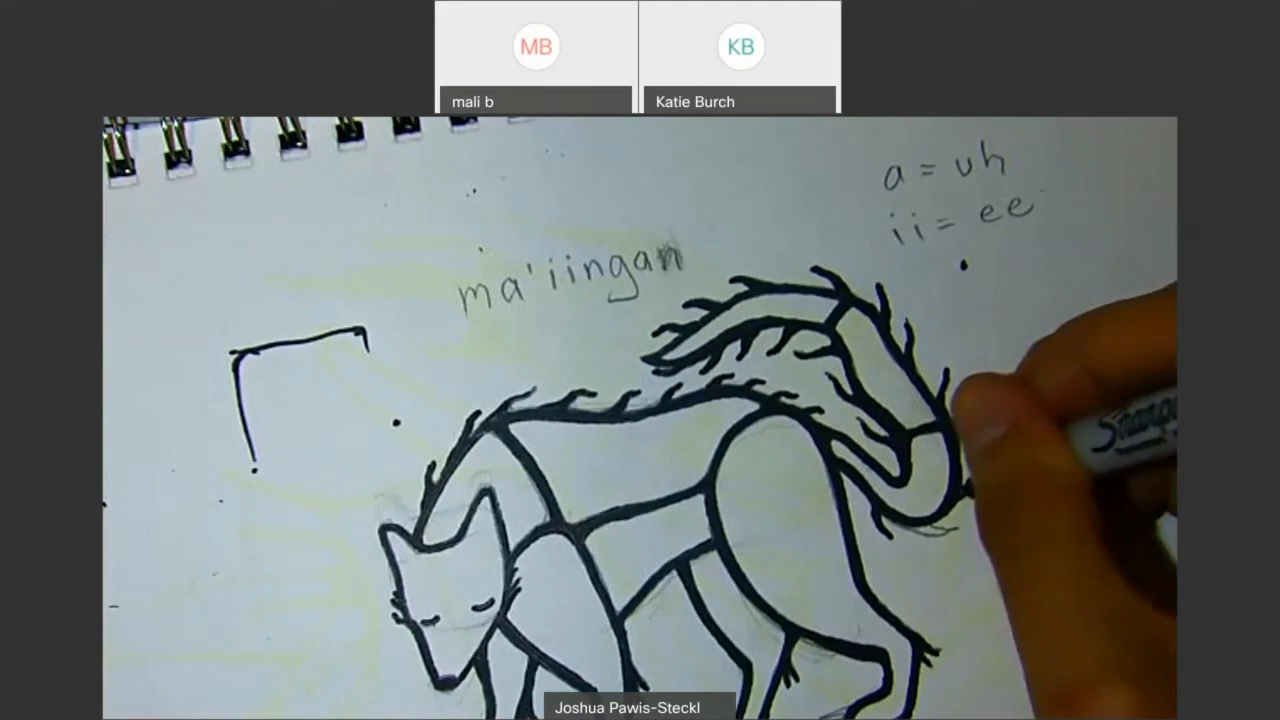 MB
KB
mali b
Katie Burch
a = uh
ii = ee
ma'iingan
Joshua Pawis-Steckl